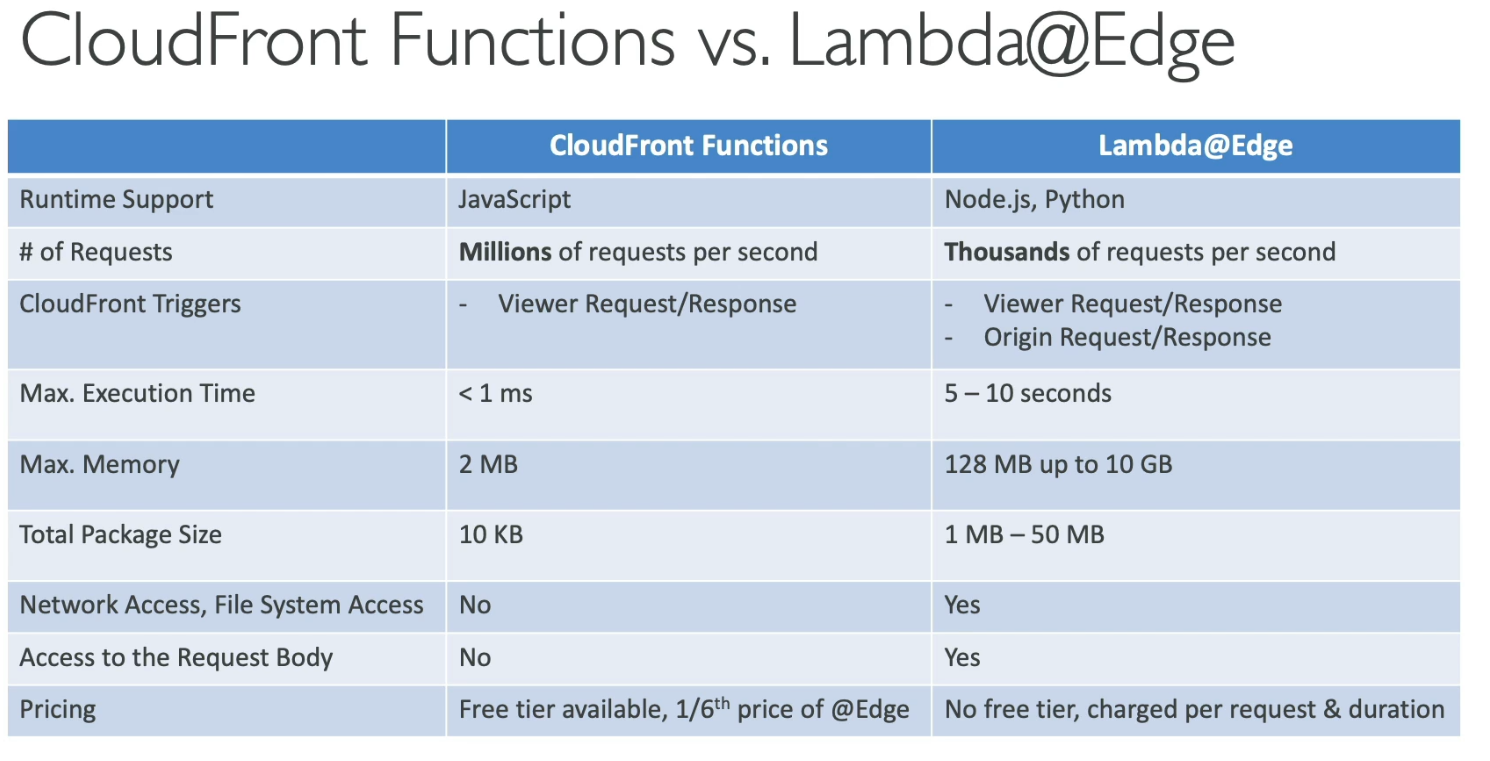 CloudFront Functions vs. Lambda@Edge
CloudFront Functions Lambda@Edge
Runtime Support JavaScript Node.js, Python
# of Requests Millions of requests per second Thousands of requests per second
CloudFront Triggers - Viewer Request/Response - Viewer Request/Response
- Origin Request/Response
Max. Execution Time < 1 ms 5 – 10 seconds
Max. Memory 2 MB 128 MB up to 10 GB
Total Package Size 10 KB 1 MB – 50 MB
Network Access, File System Access No Yes
Access to the Request Body No Yes
Pricing Free tier available, 1/6th price of @Edge No free tier, charged per request & duration